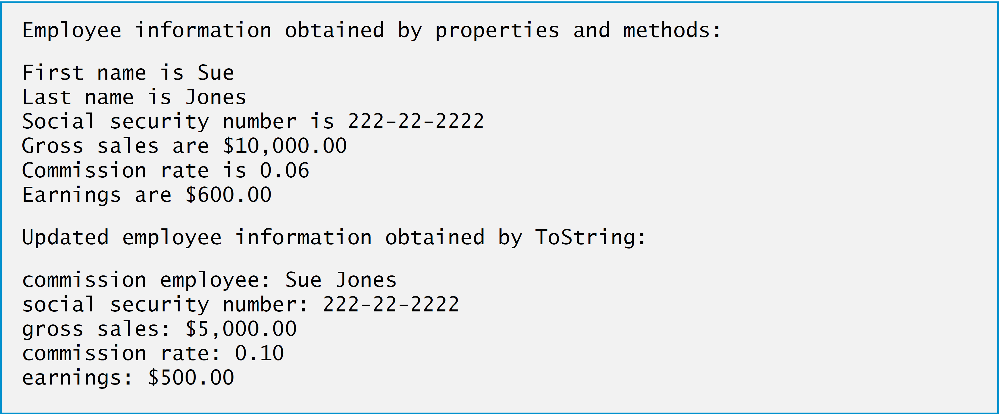 Employee information obtained by properties and methods:
First name is Sue
Last name is Jones
Social security number is 222-22-2222
Gross sales are $10,000.00
Commission rate is 0.06
Earnings are $600.00
Updated employee information obtained by ToString:
commission employee: Sue Jones
social security number: 222-22-2222
gross sales: $5,000.00
commission rate: 0.10
earnings: $500.00